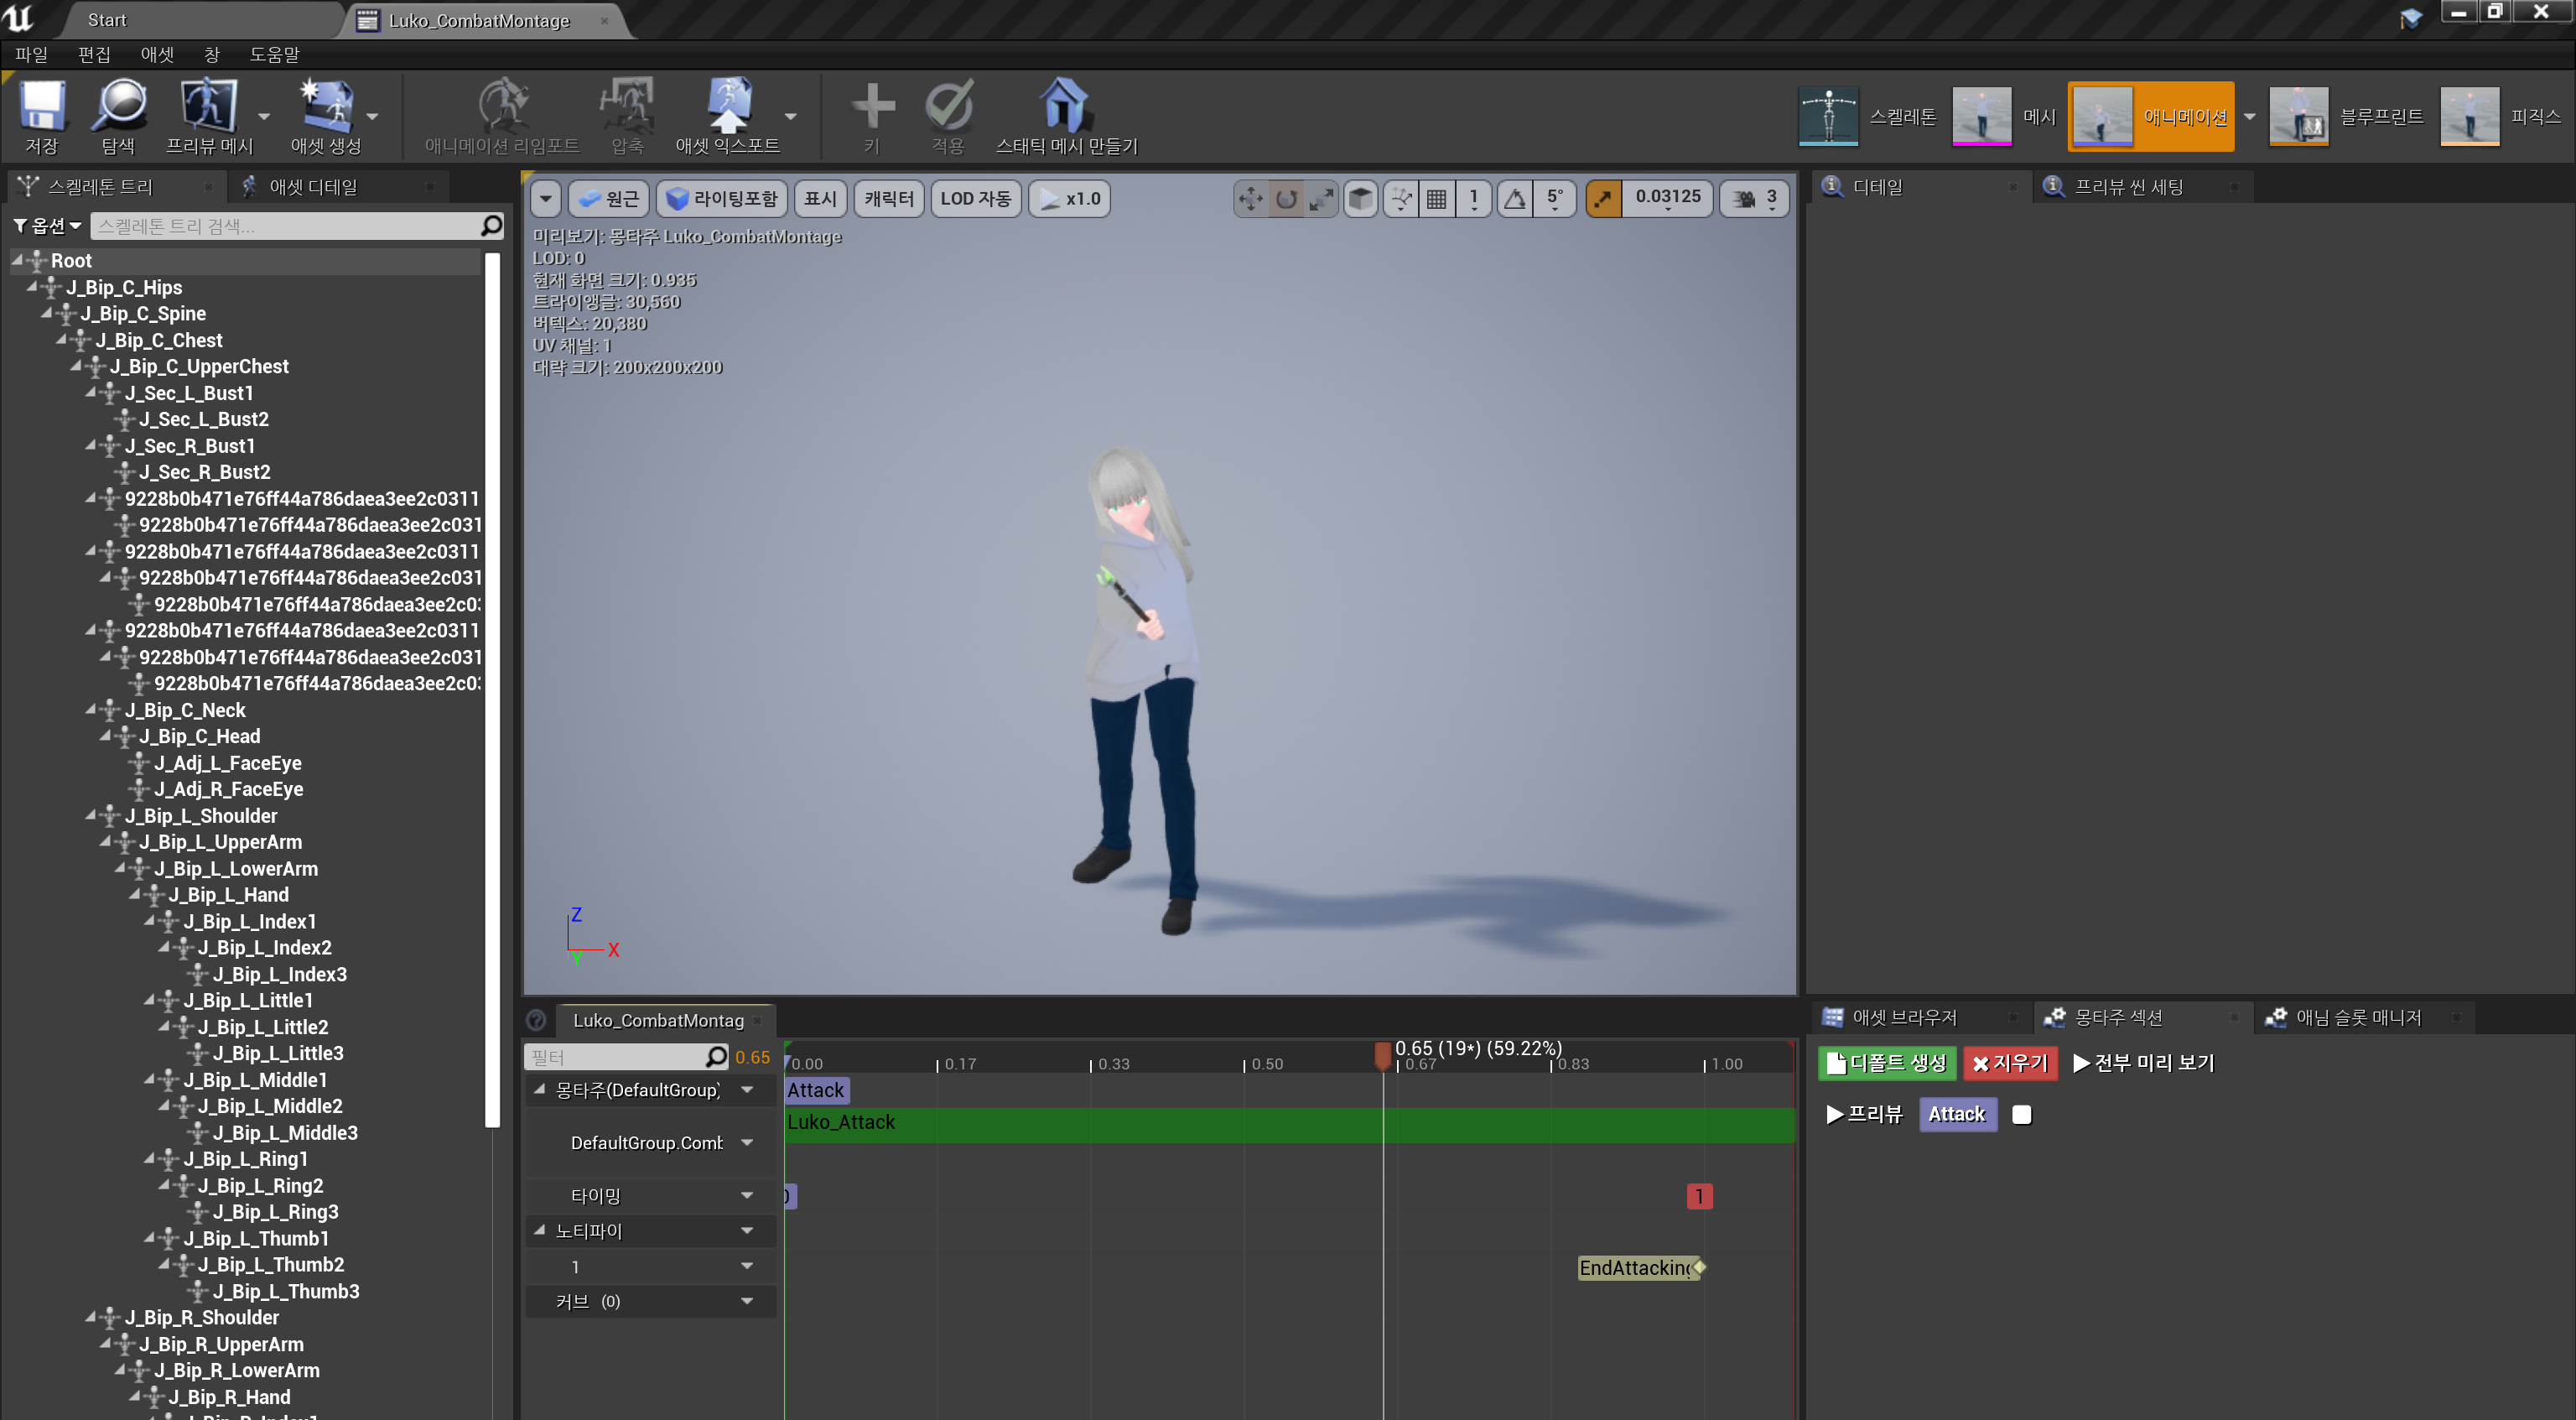 Start
Luko_CombatMontage
파일 편집 애셋 창 도움말
저장 탐색 프리뷰 메시 애셋 생성 애니메이션 리임포트 압축 애셋 익스포트 키 적용 스태틱 메시 만들기
스켈레톤 메시 애니메이션 블루프린트 피직스
스켈레톤 트리 애셋 디테일
옵션 스켈레톤 트리 검색...
Root
J_Bip_C_Hips
J_Bip_C_Spine
J_Bip_C_Chest
J_Bip_C_UpperChest
J_Sec_L_Bust1
J_Sec_L_Bust2
J_Sec_R_Bust1
J_Sec_R_Bust2
9228b0b471e76ff44a786daea3ee2c0311
9228b0b471e76ff44a786daea3ee2c031
9228b0b471e76ff44a786daea3ee2c0311
9228b0b471e76ff44a786daea3ee2c031
9228b0b471e76ff44a786daea3ee2c0
9228b0b471e76ff44a786daea3ee2c0311
9228b0b471e76ff44a786daea3ee2c031
9228b0b471e76ff44a786daea3ee2c0
J_Bip_C_Neck
J_Bip_C_Head
J_Adj_L_FaceEye
J_Adj_R_FaceEye
J_Bip_L_Shoulder
J_Bip_L_UpperArm
J_Bip_L_LowerArm
J_Bip_L_Hand
J_Bip_L_Index1
J_Bip_L_Index2
J_Bip_L_Index3
J_Bip_L_Little1
J_Bip_L_Little2
J_Bip_L_Little3
J_Bip_L_Middle1
J_Bip_L_Middle2
J_Bip_L_Middle3
J_Bip_L_Ring1
J_Bip_L_Ring2
J_Bip_L_Ring3
J_Bip_L_Thumb1
J_Bip_L_Thumb2
J_Bip_L_Thumb3
J_Bip_R_Shoulder
J_Bip_R_UpperArm
J_Bip_R_LowerArm
J_Bip_R_Hand
원근 라이팅포함 표시 캐릭터 LOD 자동 x1.0 1 5° 0.03125 3
미리보기: 몽타주 Luko_CombatMontage
LOD: 0
현재 화면 크기: 0.935
트라이앵글: 30,560
버텍스: 20,380
UV 채널: 1
대략 크기: 200x200x200
Z
X
Y
Luko_CombatMontag
필터 0.65
0.65 (19*) (59.22%)
0.00 0.17 0.33 0.50 0.67 0.83 1.00
몽타주(DefaultGroup) Attack
Luko_Attack
DefaultGroup.Comb
타이밍 1
노티파이
1 EndAttacking
커브 (0)
디테일 프리뷰 씬 세팅
애셋 브라우저 몽타주 섹션 애님 슬롯 매니저
디폴트 생성 지우기 전부 미리 보기
프리뷰 Attack